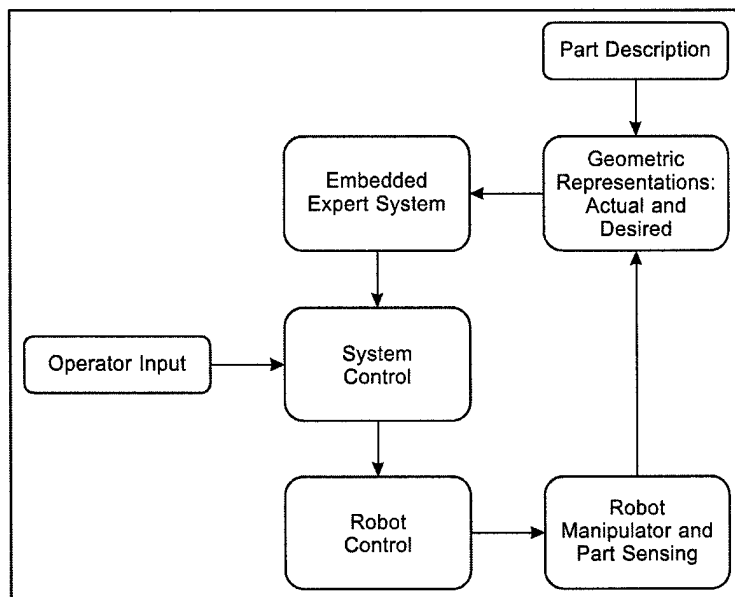 Part Description
Geometric
Representations:
Actual and
Desired
Embedded
Expert System
Operator Input
System
Control
Robot
Control
Robot
Manipulator and
Part Sensing